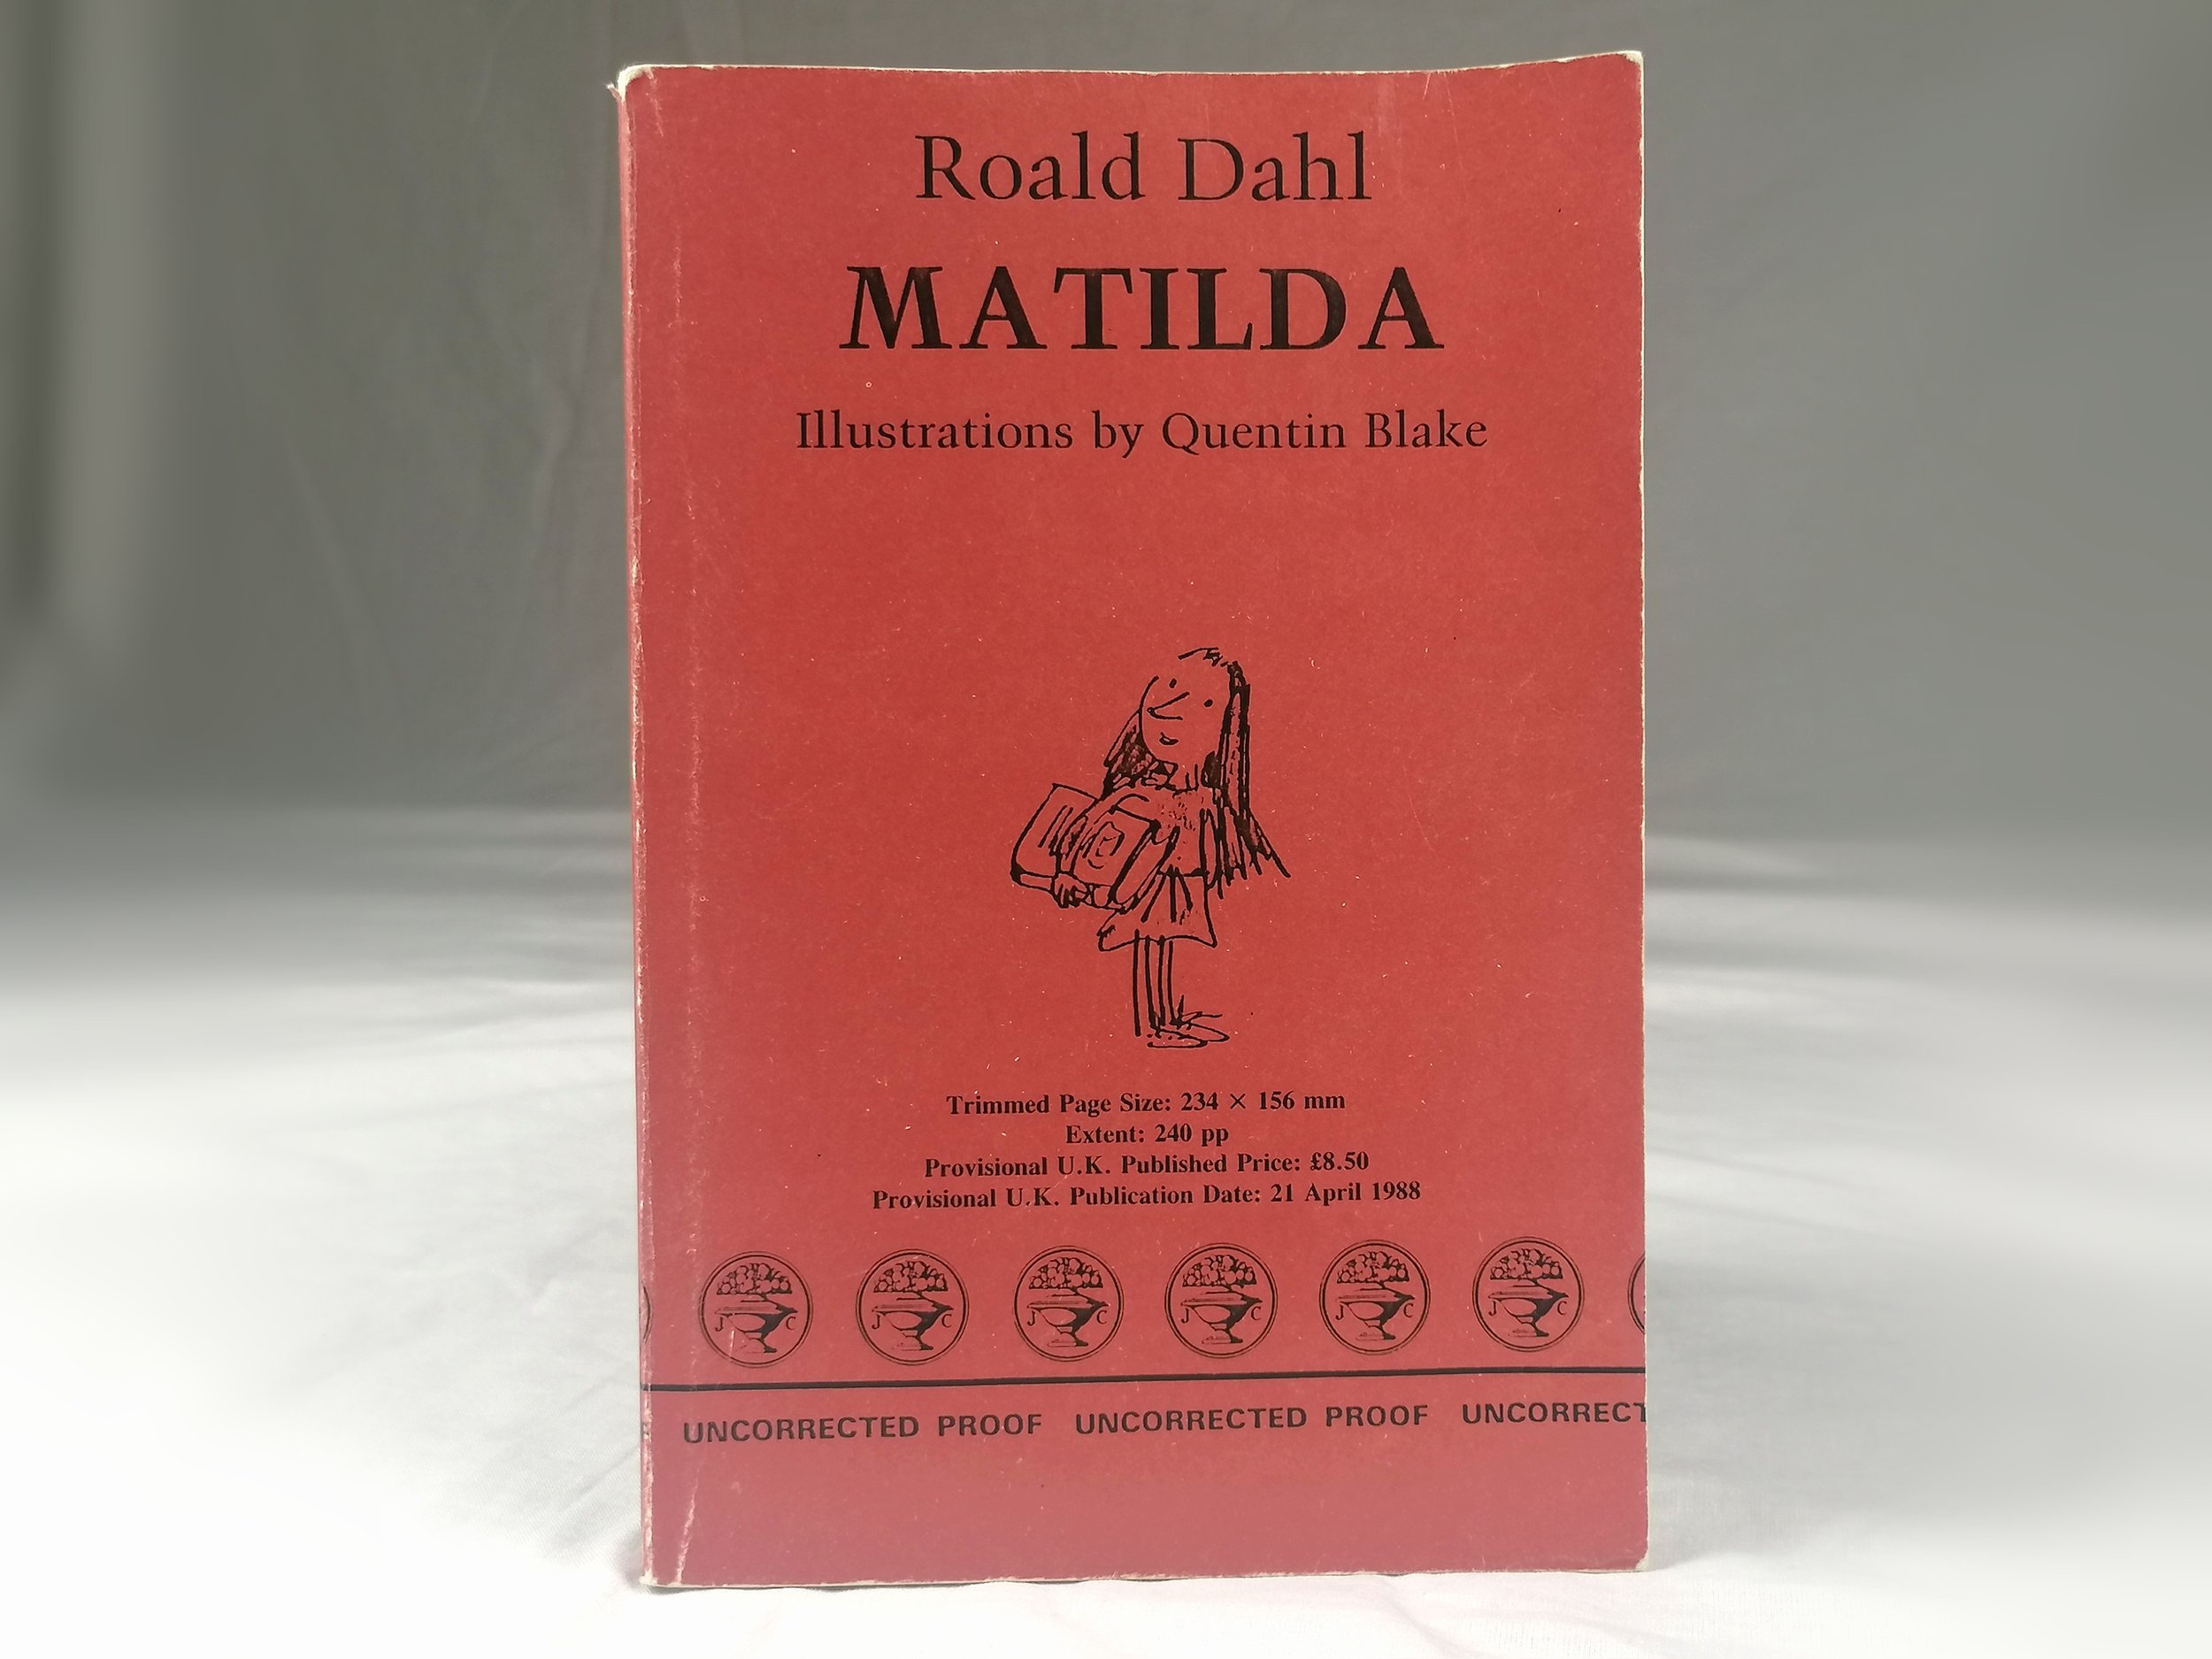 Roald Dahl
MATILDA
Illustrations by Quentin Blake
Trimmed Page Size: 234 × 156 mm
Extent: 240 pp
Provisional U.K. Published Price: £8.50
Provisional U.K. Publication Date: 21 April 1988
J C J C J C J C J C J C
UNCORRECTED PROOF UNCORRECTED PROOF UNCORRECT